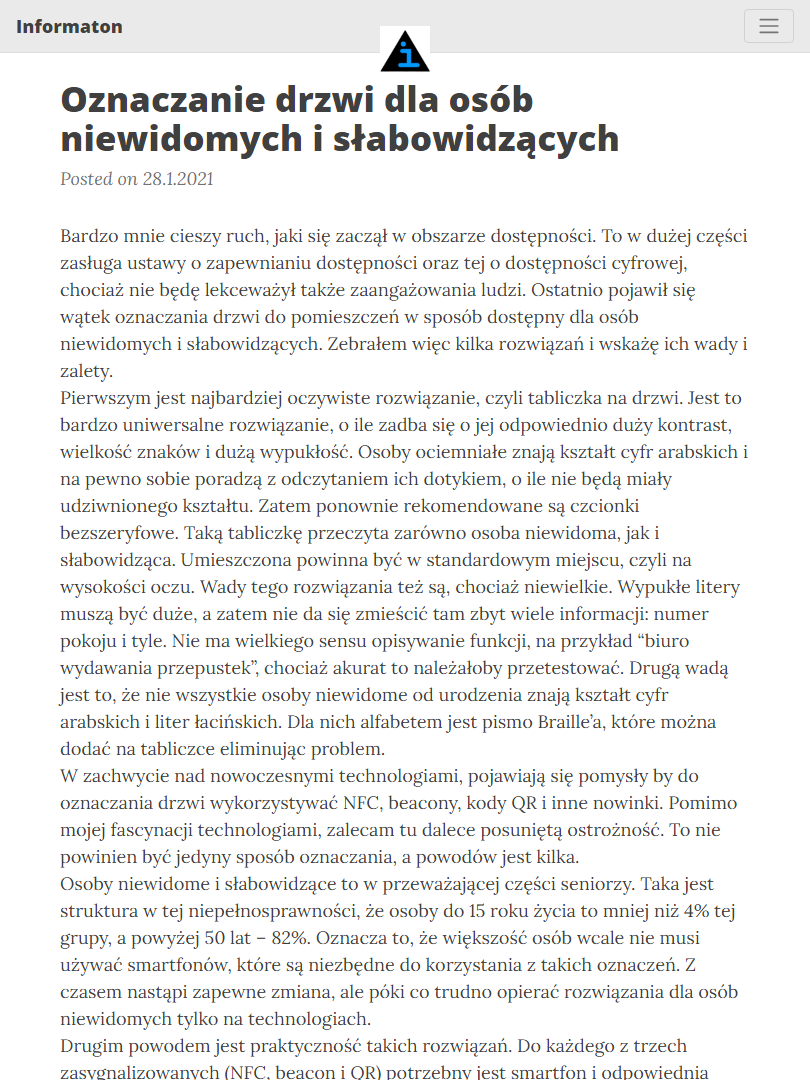 Informaton
i
Oznaczanie drzwi dla osób
niewidomych i słabowidzących
Posted on 28.1.2021
Bardzo mnie cieszy ruch, jaki się zaczął w obszarze dostępności. To w dużej części
zasługa ustawy o zapewnianiu dostępności oraz tej o dostępności cyfrowej,
chociaż nie będę lekceważył także zaangażowania ludzi. Ostatnio pojawił się
wątek oznaczania drzwi do pomieszczeń w sposób dostępny dla osób
niewidomych i słabowidzących. Zebrałem więc kilka rozwiązań i wskażę ich wady i
zalety.
Pierwszym jest najbardziej oczywiste rozwiązanie, czyli tabliczka na drzwi. Jest to
bardzo uniwersalne rozwiązanie, o ile zadba się o jej odpowiednio duży kontrast,
wielkość znaków i dużą wypukłość. Osoby ociemniałe znają kształt cyfr arabskich i
na pewno sobie poradzą z odczytaniem ich dotykiem, o ile nie będą miały
udziwnionego kształtu. Zatem ponownie rekomendowane są czcionki
bezszeryfowe. Taką tabliczkę przeczyta zarówno osoba niewidoma, jak i
słabowidząca. Umieszczona powinna być w standardowym miejscu, czyli na
wysokości oczu. Wady tego rozwiązania też są, chociaż niewielkie. Wypukłe litery
muszą być duże, a zatem nie da się zmieścić tam zbyt wiele informacji: numer
pokoju i tyle. Nie ma wielkiego sensu opisywanie funkcji, na przykład “biuro
wydawania przepustek”, chociaż akurat to należałoby przetestować. Drugą wadą
jest to, że nie wszystkie osoby niewidome od urodzenia znają kształt cyfr
arabskich i liter łacińskich. Dla nich alfabetem jest pismo Braille’a, które można
dodać na tabliczce eliminując problem.
W zachwycie nad nowoczesnymi technologiami, pojawiają się pomysły by do
oznaczania drzwi wykorzystywać NFC, beacony, kody QR i inne nowinki. Pomimo
mojej fascynacji technologiami, zalecam tu dalece posuniętą ostrożność. To nie
powinien być jedyny sposób oznaczania, a powodów jest kilka.
Osoby niewidome i słabowidzące to w przeważającej części seniorzy. Taka jest
struktura w tej niepełnosprawności, że osoby do 15 roku życia to mniej niż 4% tej
grupy, a powyżej 50 lat – 82%. Oznacza to, że większość osób wcale nie musi
używać smartfonów, które są niezbędne do korzystania z takich oznaczeń. Z
czasem nastąpi zapewne zmiana, ale póki co trudno opierać rozwiązania dla osób
niewidomych tylko na technologiach.
Drugim powodem jest praktyczność takich rozwiązań. Do każdego z trzech
zasygnalizowanych (NFC, beacon i QR) potrzebny jest smartfon i odpowiednia